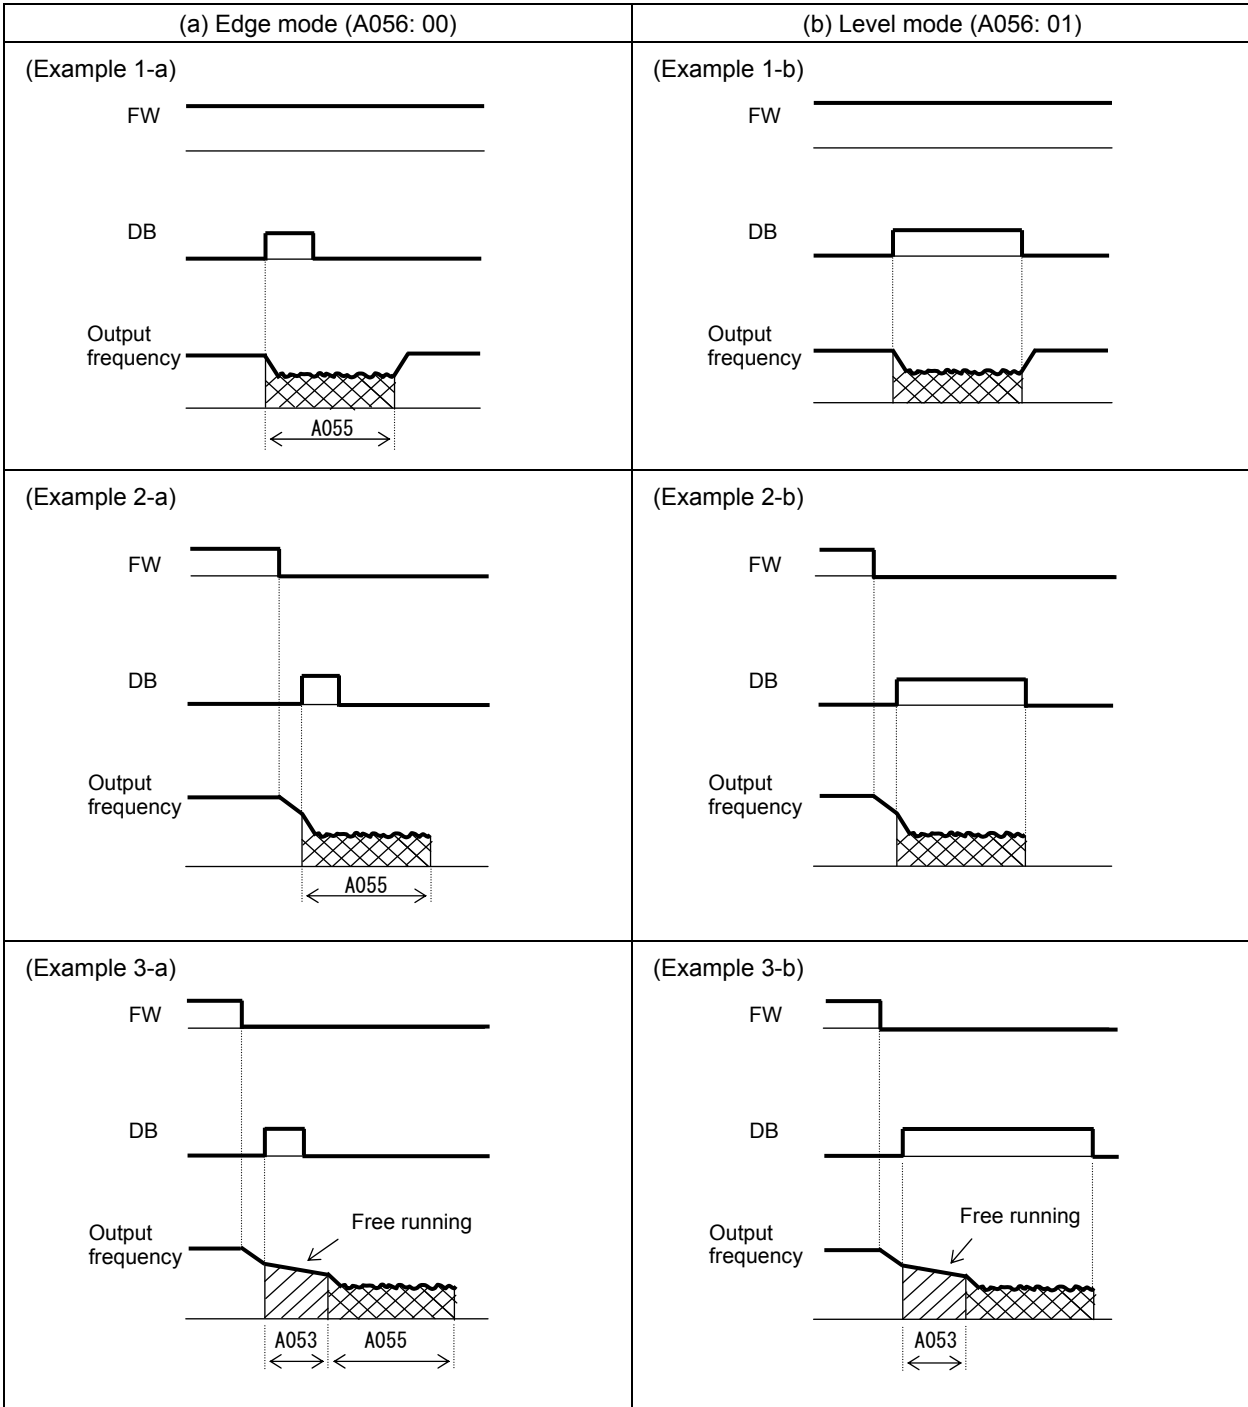 (a) Edge mode (A056: 00)
(b) Level mode (A056: 01)
(Example 1-a)
FW
DB
Output
frequency
A055
(Example 1-b)
FW
DB
Output
frequency
(Example 2-a)
FW
DB
Output
frequency
A055
(Example 2-b)
FW
DB
Output
frequency
(Example 3-a)
FW
DB
Free running
Output
frequency
A053 A055
(Example 3-b)
FW
DB
Free running
Output
frequency
A053